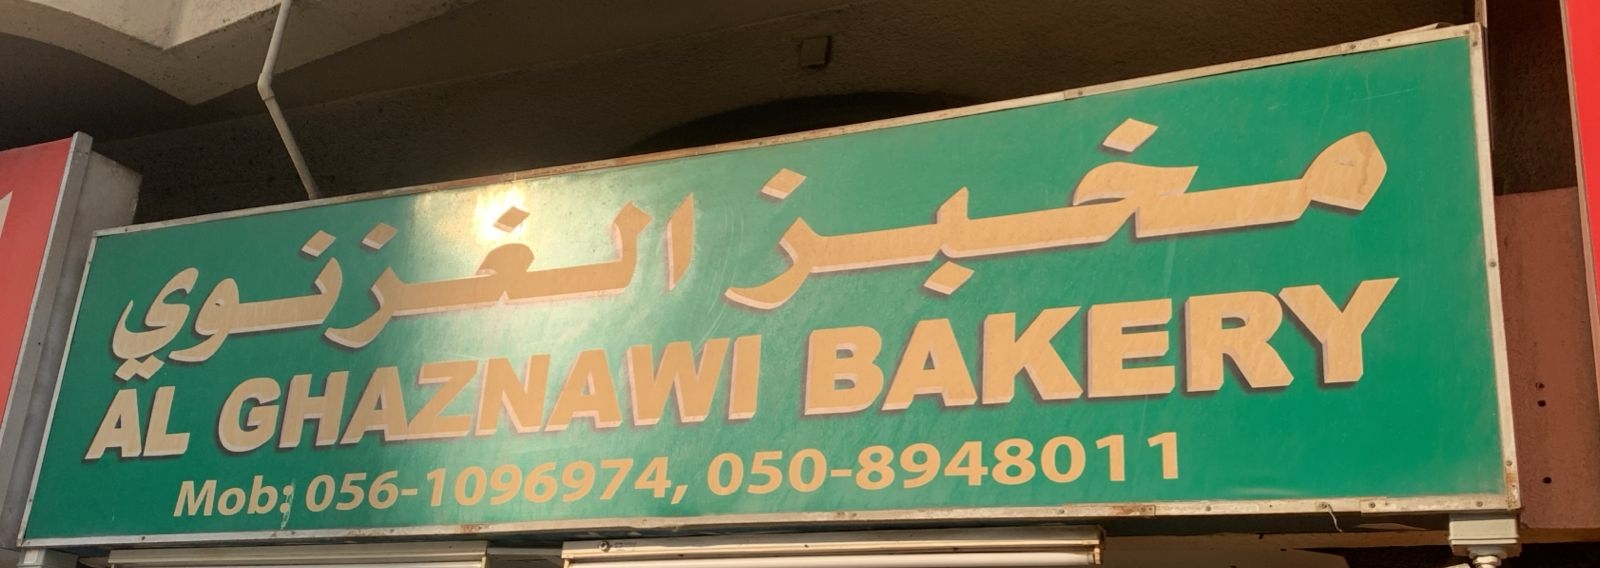 مخبز الغزنوي
AL GHAZNAWI BAKERY
Mob: 056-1096974, 050-8948011